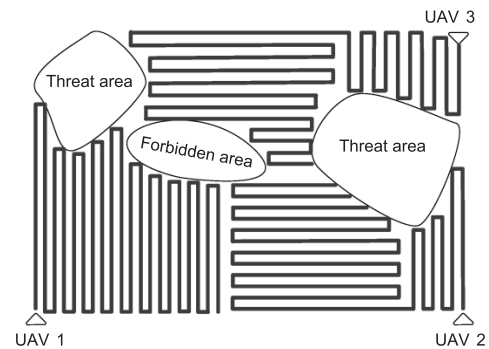 UAV 3
Threat area
Threat area
Forbidden area
UAV 1
UAV 2